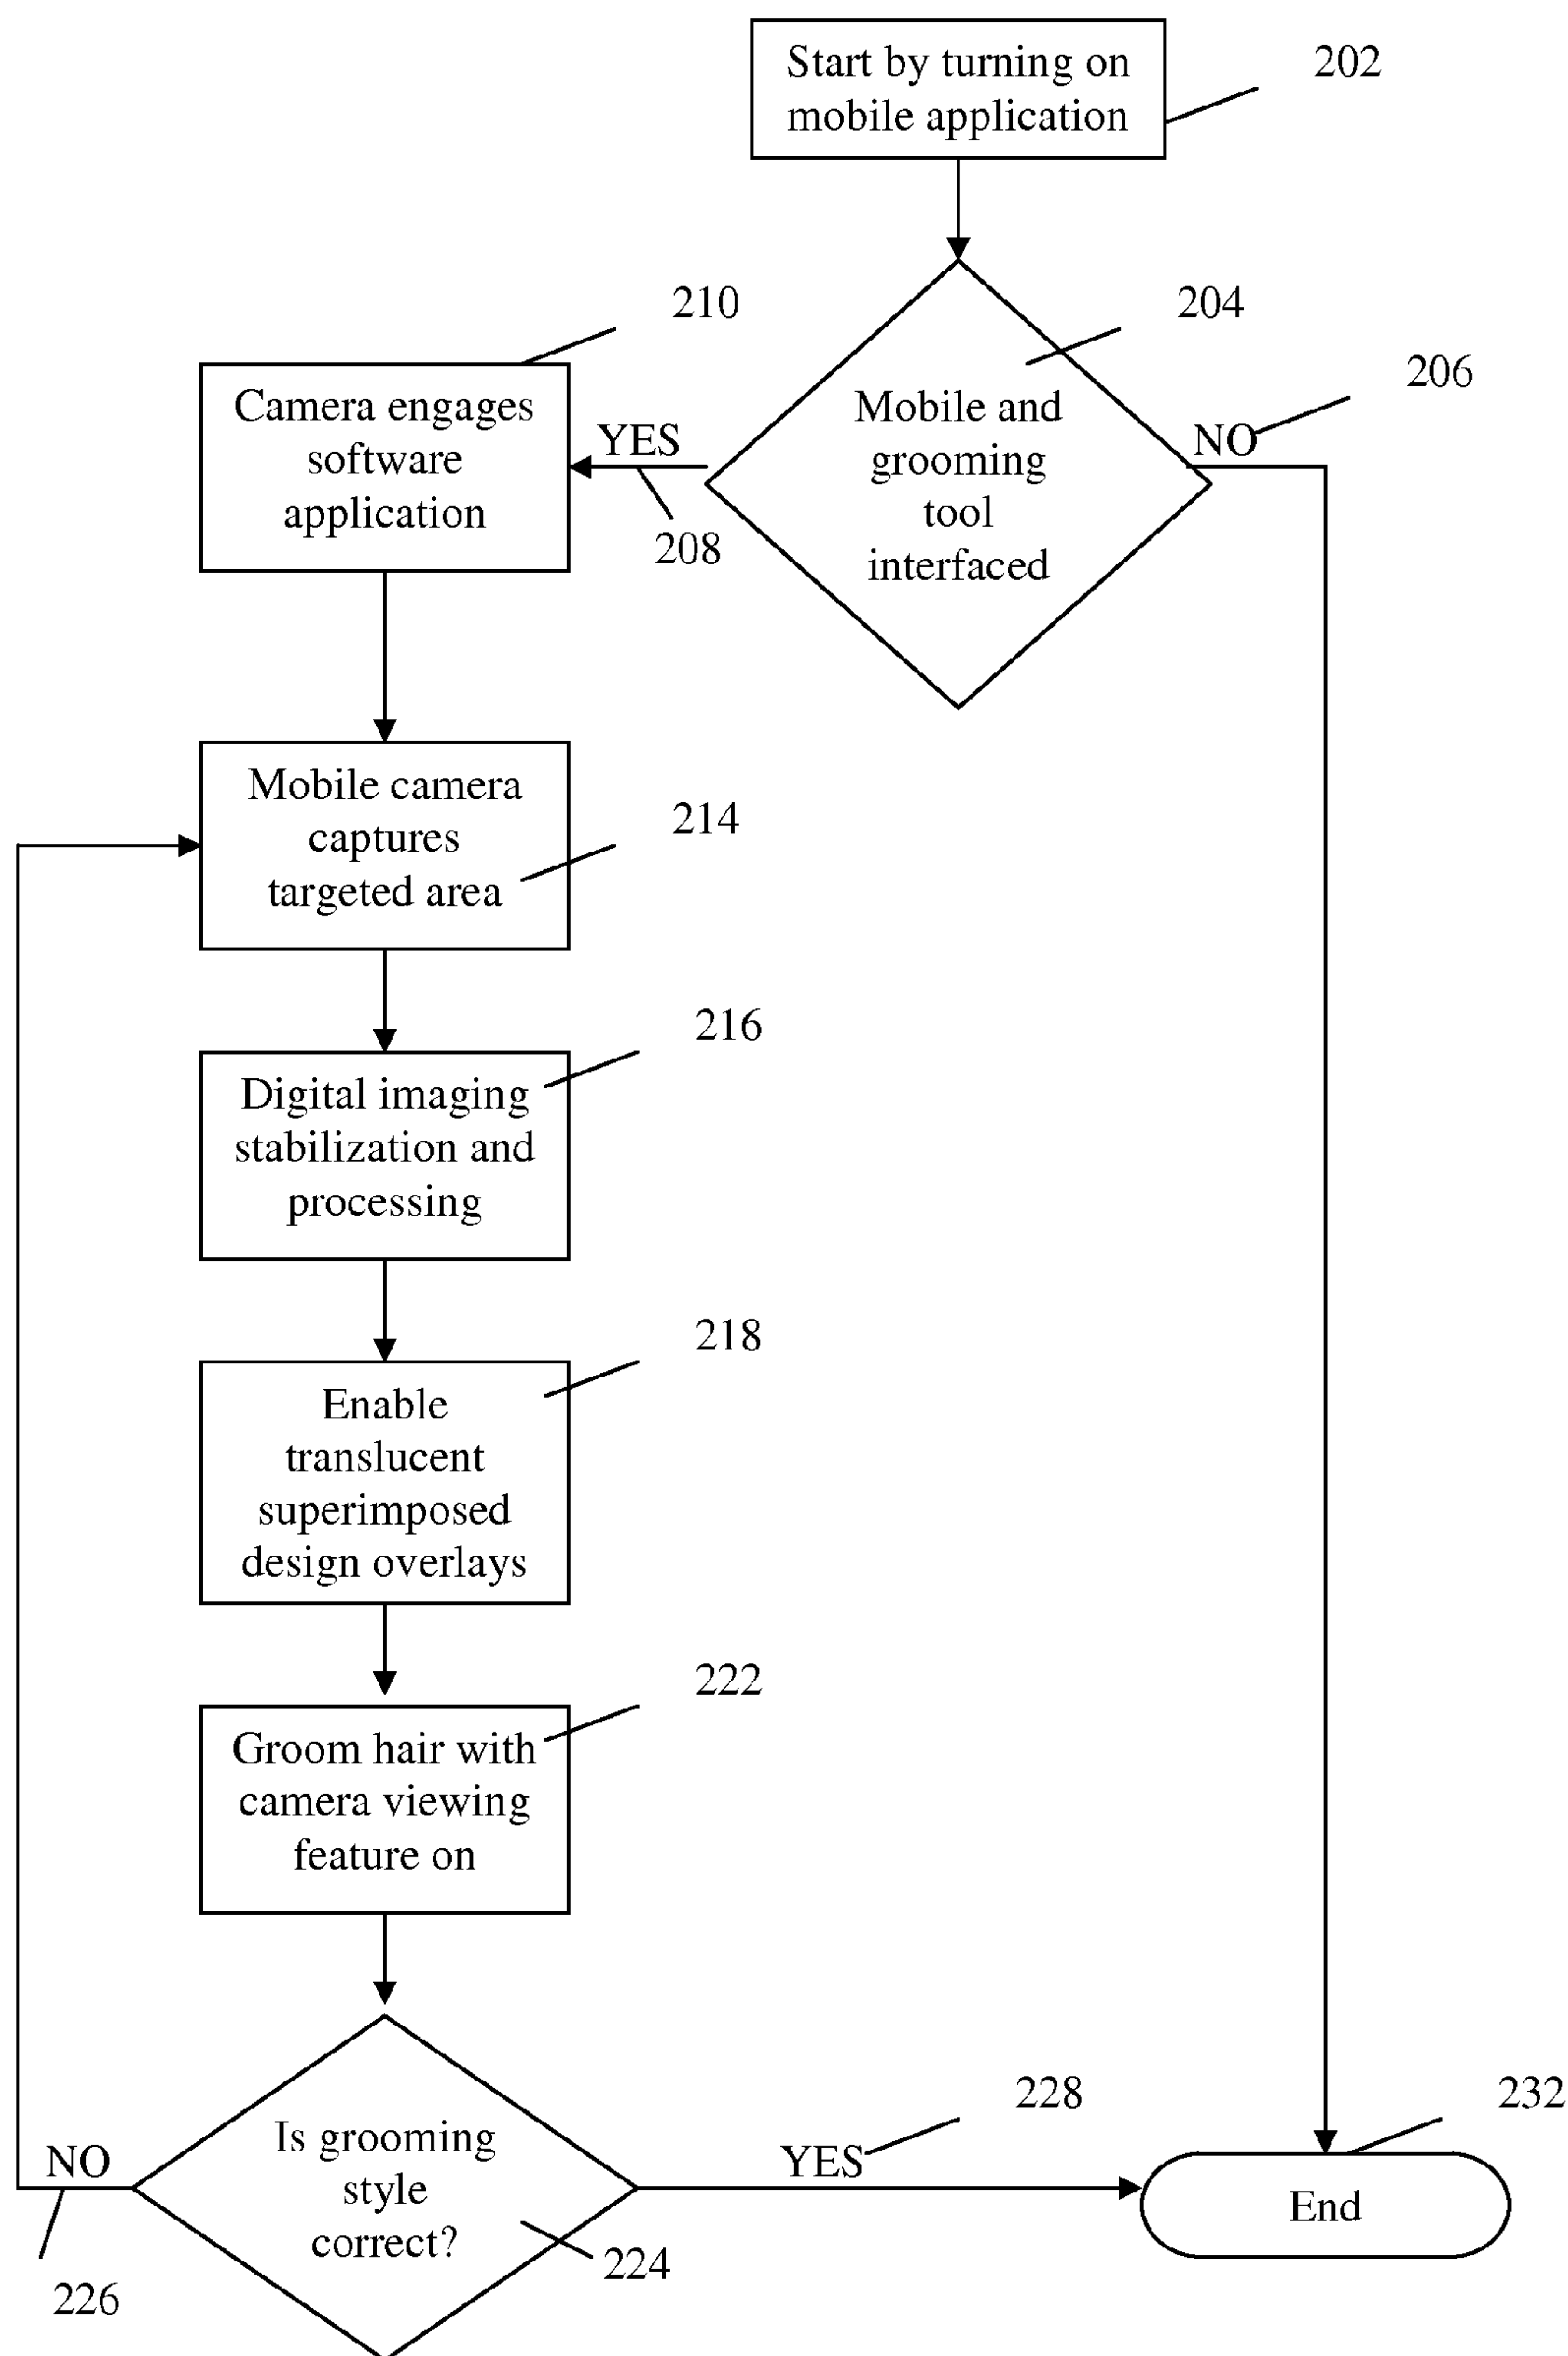 Start by turning on
mobile application
202
204
Mobile and
grooming
tool
interfaced
NO
206
YES
208
210
Camera engages
software
application
Mobile camera
captures
targeted area
214
Digital imaging
stabilization and
processing
216
Enable
translucent
superimposed
design overlays
218
Groom hair with
camera viewing
feature on
222
Is grooming
style
correct?
224
NO
226
YES
228
End
232